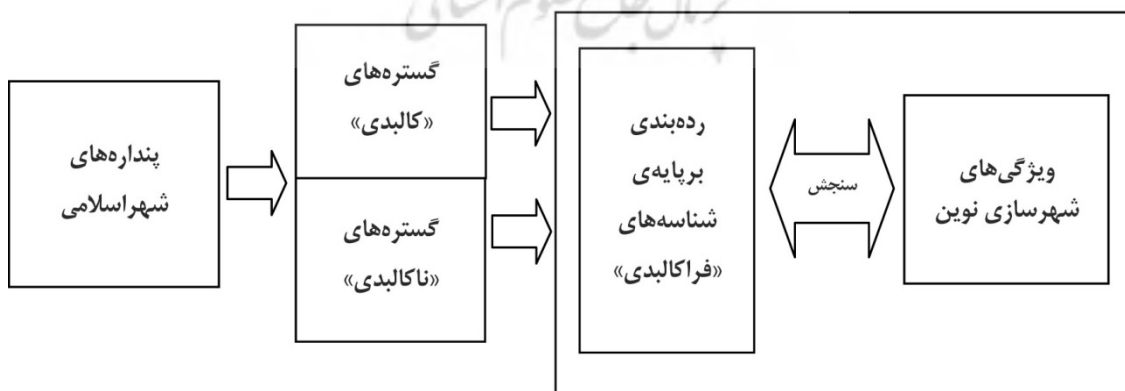 پنداره‌های
شهراسلامی
گستره‌های
«کالبدی»
گستره‌های
«ناکالبدی»
رده‌بندی
برپایه‌ی
شناسه‌های
«فراکالبدی»
سنجش
ویژگی‌های
شهرسازی نوین